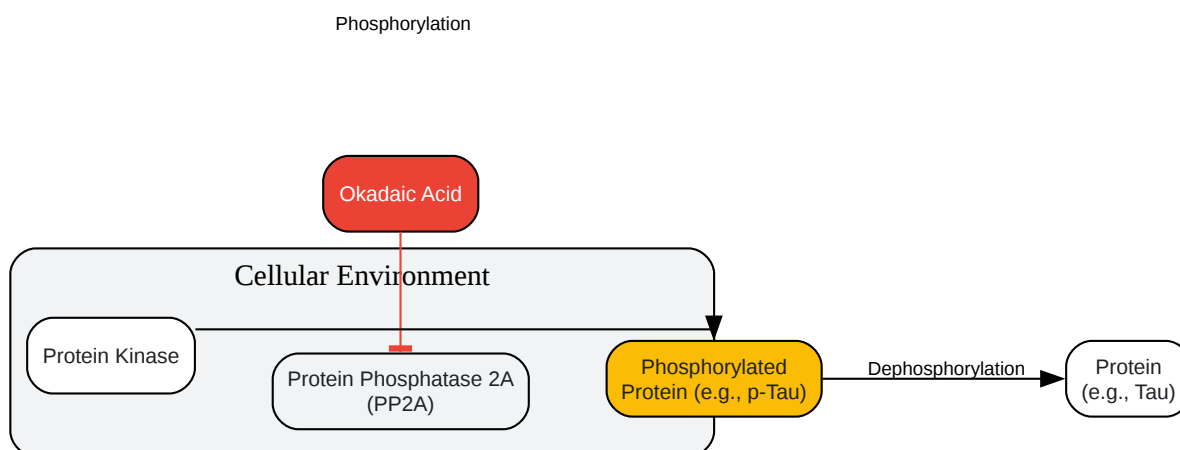 Phosphorylation
Okadaic Acid
Cellular Environment
Protein Kinase
Protein Phosphatase 2A
(PP2A)
Phosphorylated
Protein (e.g., p-Tau)
Dephosphorylation
Protein
(e.g., Tau)